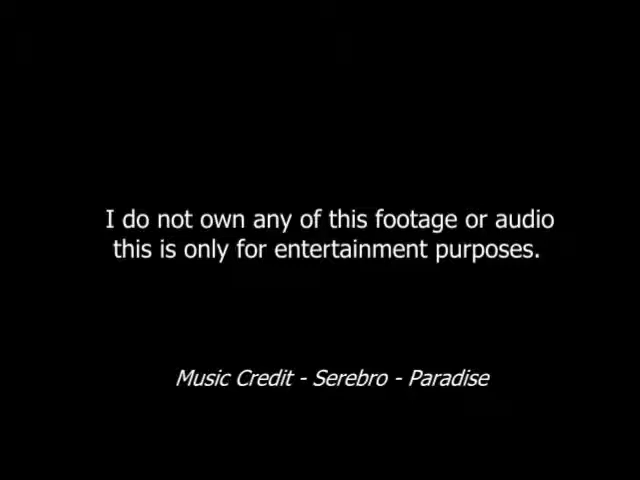 I do not own any of this footage or audio
this is only for entertainment purposes.
Music Credit - Serebro - Paradise